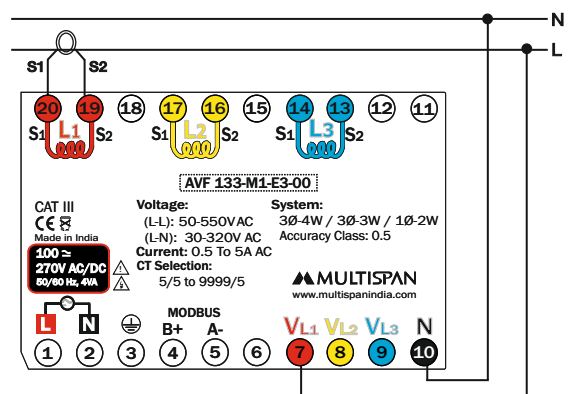 N
L
S1 S2
20 19 18 17 16 15 14 13 12 11
S1 L1 S2 S1 L2 S2 S1 L3 S2
AVF 133-M1-E3-00
CAT III
CE
Made in India
100 ≃
270V AC/DC
50/60 Hz, 4VA
Voltage:
(L-L): 50-550V AC
(L-N): 30-320V AC
Current: 0.5 To 5A AC
CT Selection:
5/5 to 9999/5
System:
3Ø-4W / 3Ø-3W / 1Ø-2W
Accuracy Class: 0.5
MULTISPAN
www.multispanindia.com
MODBUS
L N B+ A- VL1 VL2 VL3 N
1 2 3 4 5 6 7 8 9 10